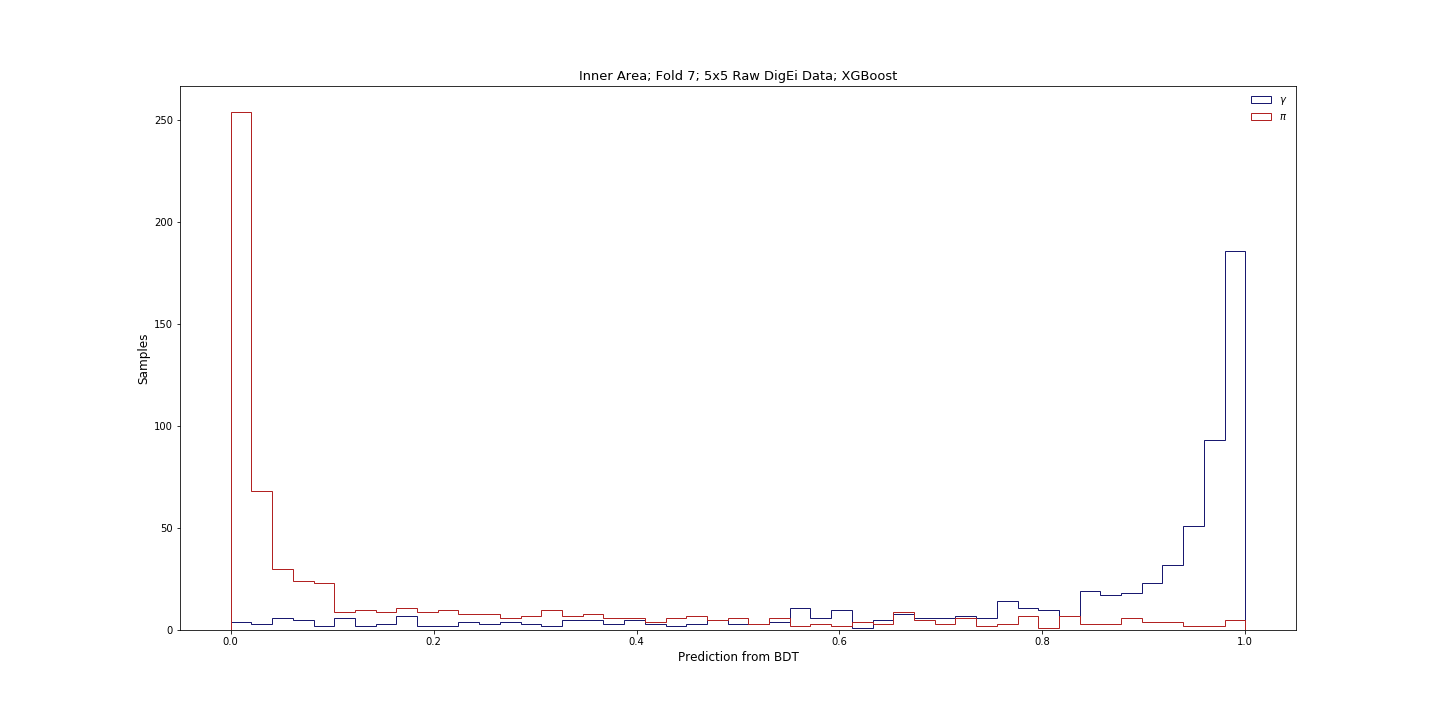 Inner Area; Fold 7; 5x5 Raw DigEi Data; XGBoost
γ
π
250
200
150
100
50
0
Samples
0.0 0.2 0.4 0.6 0.8 1.0
Prediction from BDT